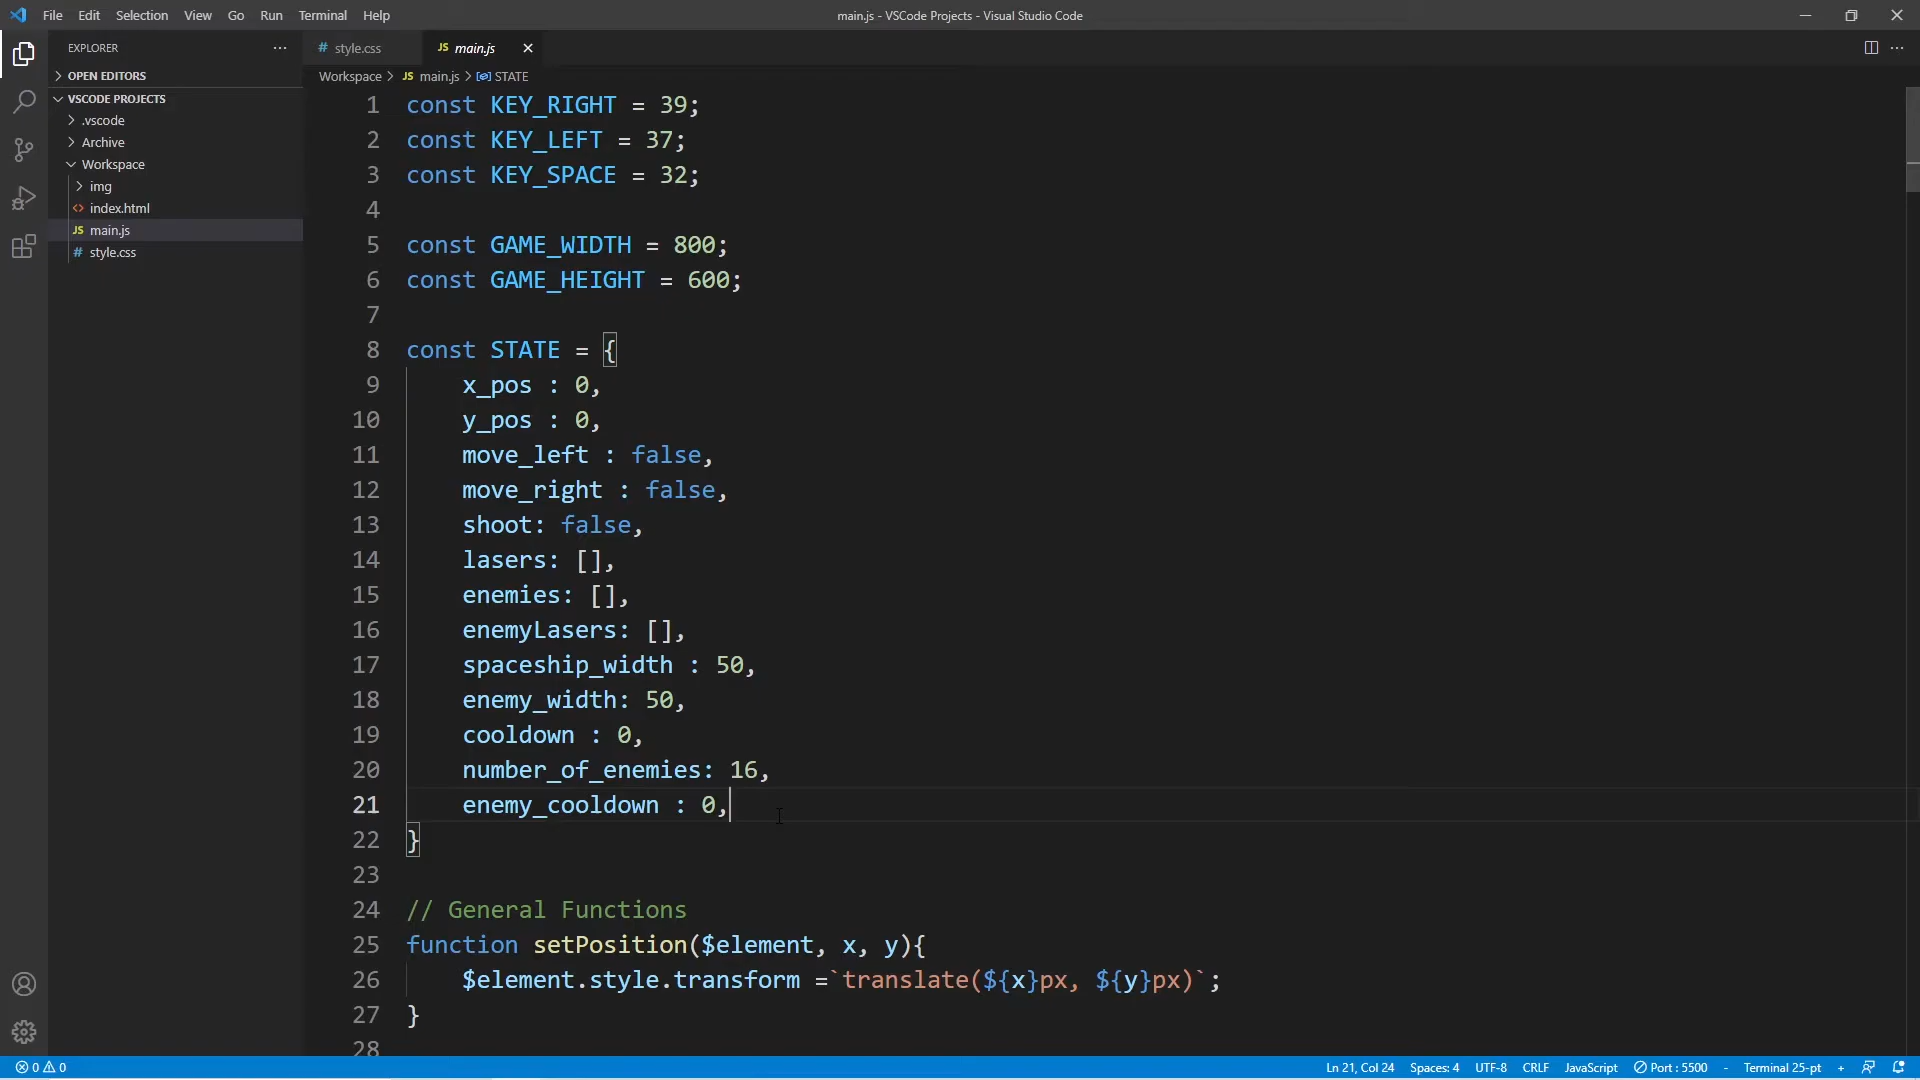 File Edit Selection View Go Run Terminal Help
main.js - VSCode Projects - Visual Studio Code
EXPLORER
OPEN EDITORS
VSCODE PROJECTS
.vscode
Archive
Workspace
img
index.html
JS main.js
# style.css
# style.css
JS main.js
Workspace > JS main.js > STATE
1 const KEY_RIGHT = 39;
2 const KEY_LEFT = 37;
3 const KEY_SPACE = 32;
4
5 const GAME_WIDTH = 800;
6 const GAME_HEIGHT = 600;
7
8 const STATE = {
9 x_pos : 0,
10 y_pos : 0,
11 move_left : false,
12 move_right : false,
13 shoot: false,
14 lasers: [],
15 enemies: [],
16 enemyLasers: [],
17 spaceship_width : 50,
18 enemy_width: 50,
19 cooldown : 0,
20 number_of_enemies: 16,
21 enemy_cooldown : 0,
22 }
23
24 // General Functions
25 function setPosition($element, x, y){
26 $element.style.transform =`translate(${x}px, ${y}px)`;
27 }
28
0 0
Ln 21, Col 24 Spaces: 4 UTF-8 CRLF JavaScript Port : 5500 - Terminal 25-pt +